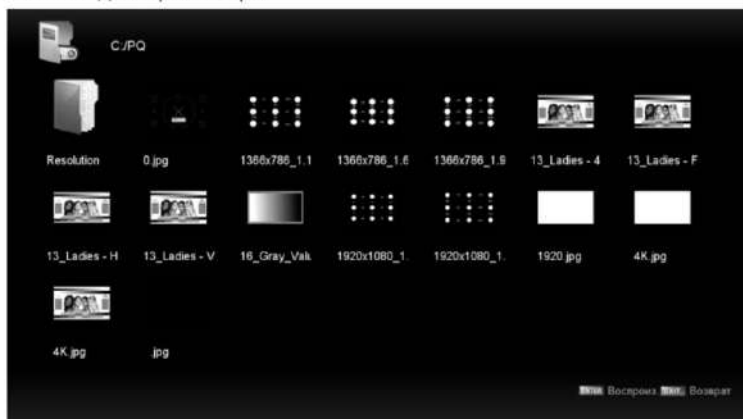 C:/PQ
Resolution 0.jpg 1366x786_1.1 1366x786_1.6 1366x786_1.9 13_Ladies - 4 13_Ladies - F
13_Ladies - H 13_Ladies - V 16_Gray_Valu 1920x1080_1. 1920x1080_1. 1920.jpg 4K.jpg
4K.jpg .jpg
Воспроиз Возврат